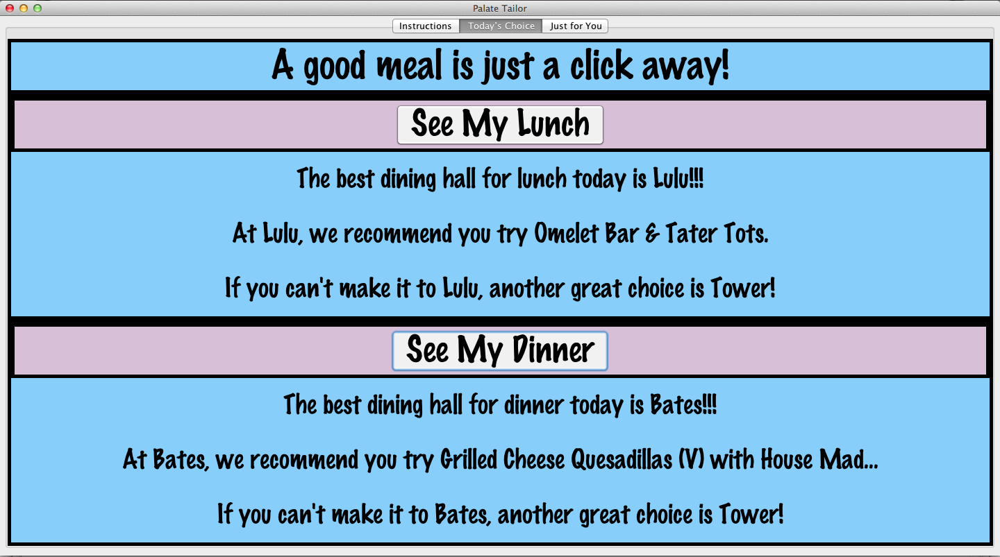 Palate Tailor
Instructions Today's Choice Just for You
A good meal is just a click away!
See My Lunch
The best dining hall for lunch today is Lulu!!!
At Lulu, we recommend you try Omelet Bar & Tater Tots.
If you can't make it to Lulu, another great choice is Tower!
See My Dinner
The best dining hall for dinner today is Bates!!!
At Bates, we recommend you try Grilled Cheese Quesadillas (V) with House Mad...
If you can't make it to Bates, another great choice is Tower!